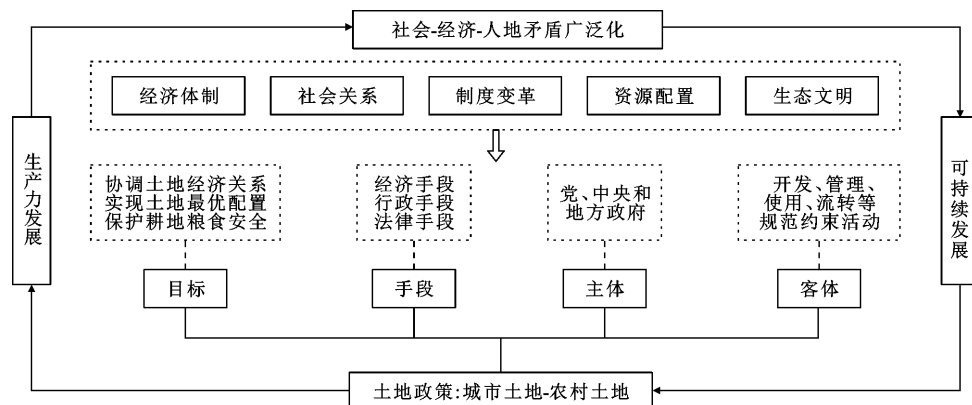 社会-经济-人地矛盾广泛化
经济体制
社会关系
制度变革
资源配置
生态文明
生产力发展
可持续发展
协调土地经济关系
实现土地最优配置
保护耕地粮食安全
经济手段
行政手段
法律手段
党、中央和
地方政府
开发、管理、
使用、流转等
规范约束活动
目标
手段
主体
客体
土地政策:城市土地-农村土地